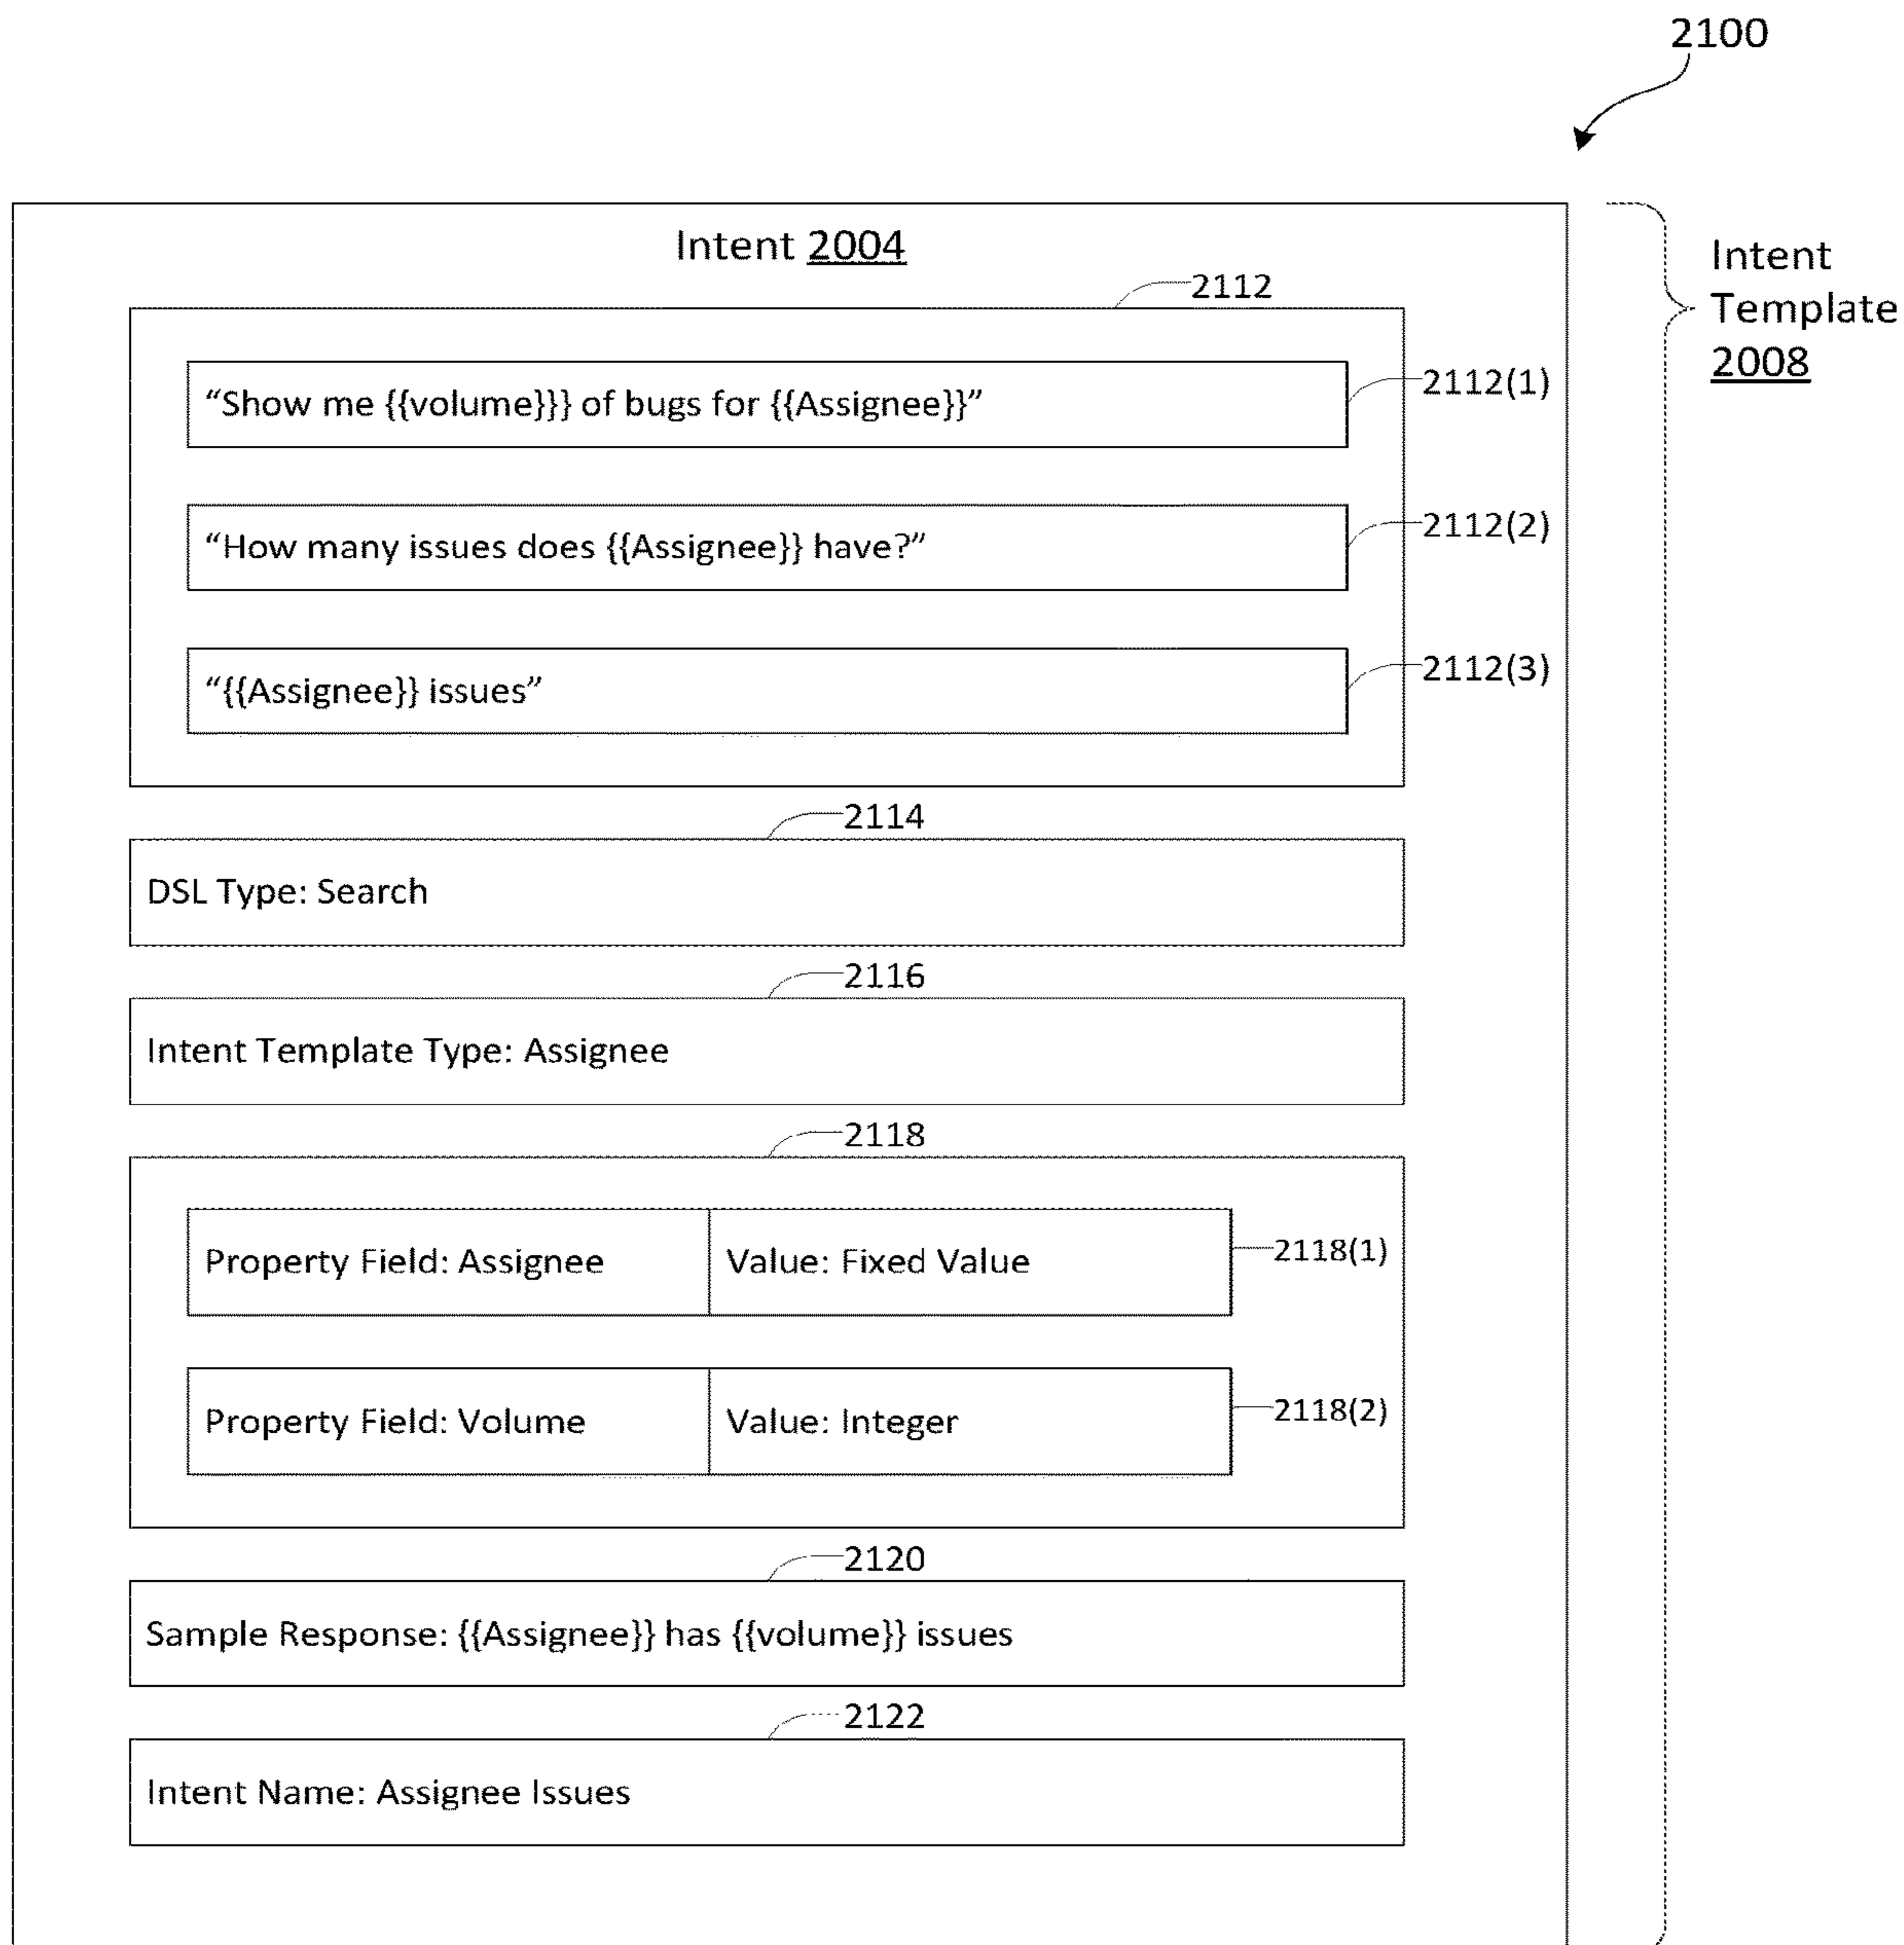 2100
Intent 2004
Intent
Template
2008
2112
“Show me {{volume}}} of bugs for {{Assignee}}”
2112(1)
“How many issues does {{Assignee}} have?”
2112(2)
“{{Assignee}} issues”
2112(3)
2114
DSL Type: Search
2116
Intent Template Type: Assignee
2118
Property Field: Assignee
Value: Fixed Value
2118(1)
Property Field: Volume
Value: Integer
2118(2)
2120
Sample Response: {{Assignee}} has {{volume}} issues
2122
Intent Name: Assignee Issues